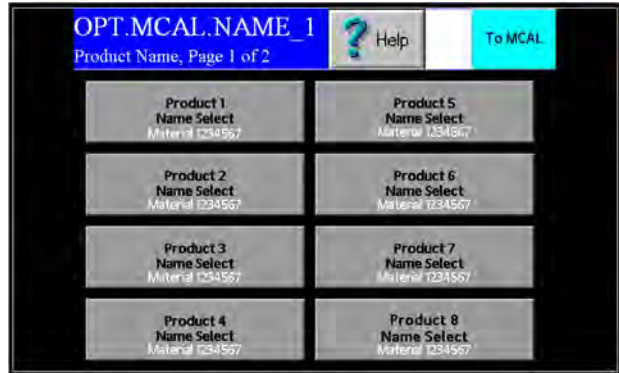 OPT.MCAL.NAME_1
Product Name, Page 1 of 2
Help
To MCAL
Product 1
Name Select
Material 1234567
Product 5
Name Select
Material 1234567
Product 2
Name Select
Material 1234567
Product 6
Name Select
Material 1234567
Product 3
Name Select
Material 1234567
Product 7
Name Select
Material 1234567
Product 4
Name Select
Material 1234567
Product 8
Name Select
Material 1234567